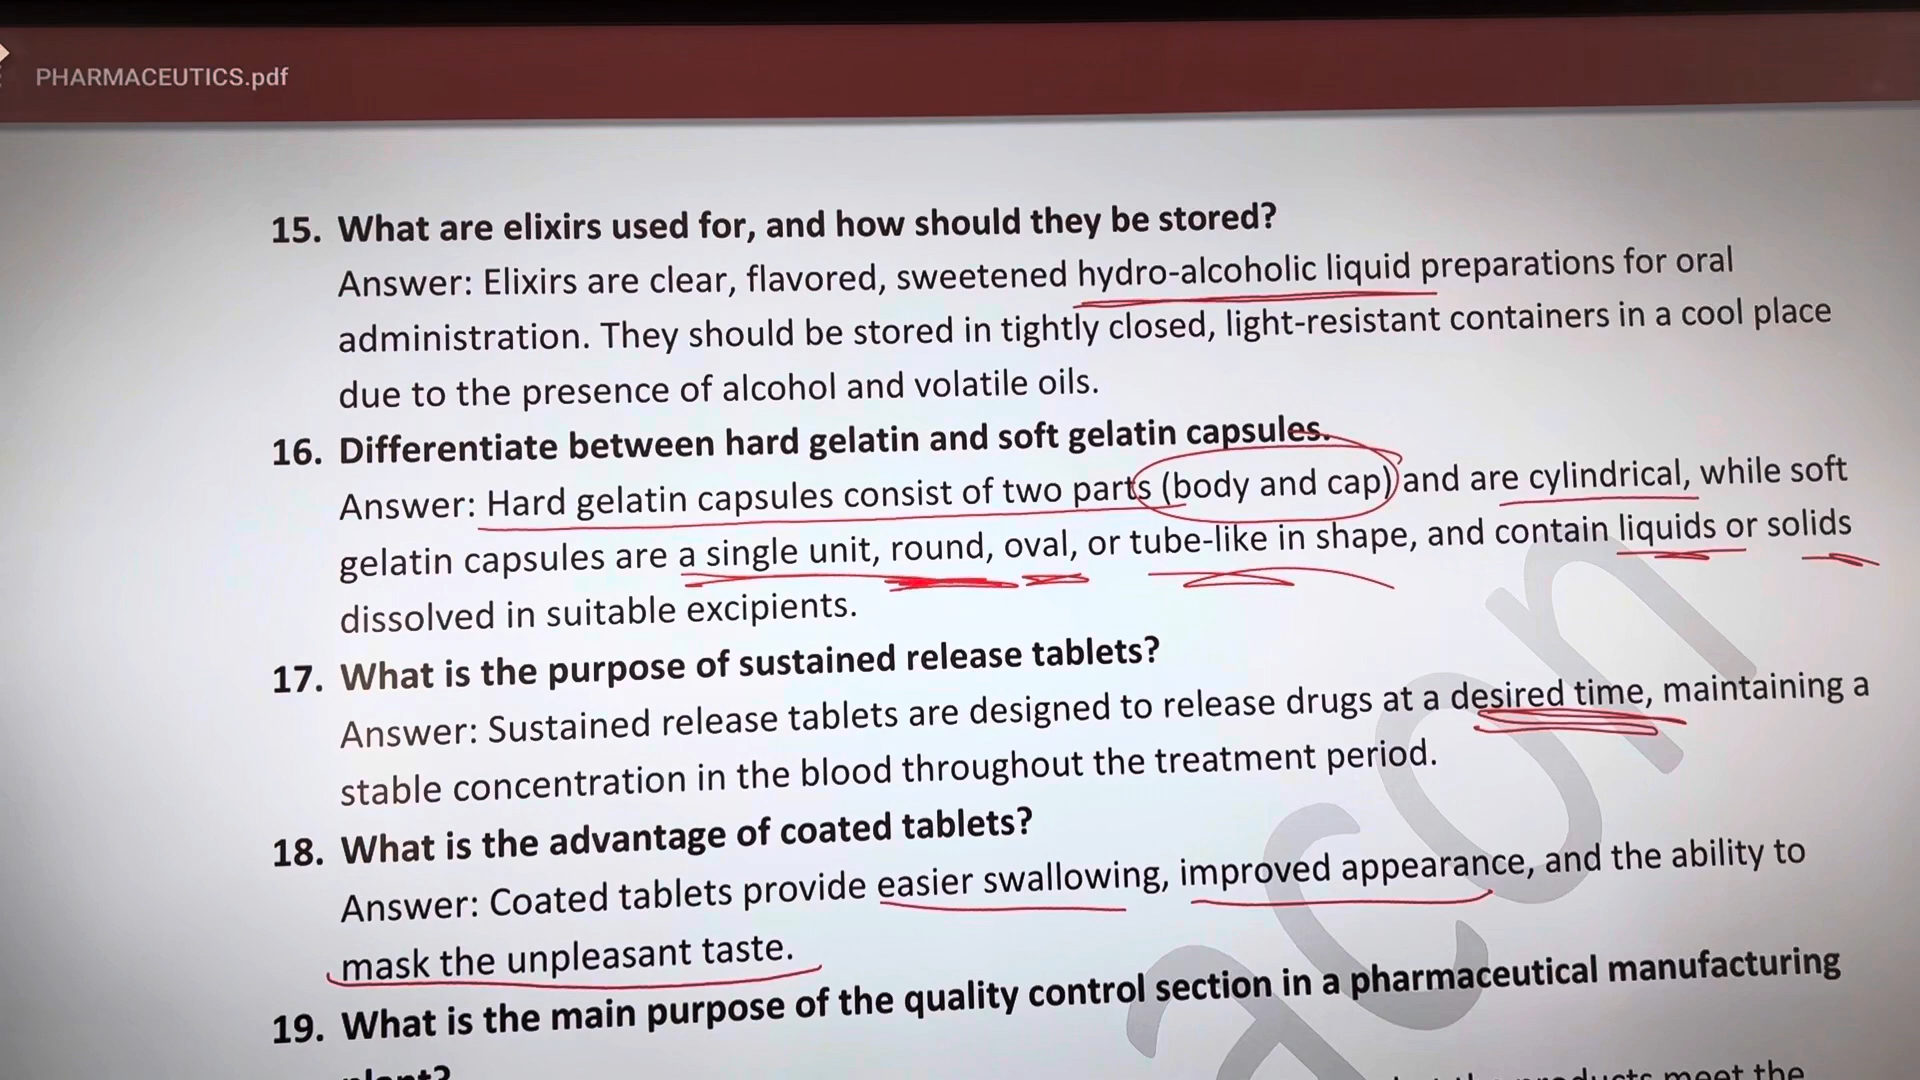 PHARMACEUTICS.pdf
15. What are elixirs used for, and how should they be stored?
Answer: Elixirs are clear, flavored, sweetened hydro-alcoholic liquid preparations for oral
administration. They should be stored in tightly closed, light-resistant containers in a cool place
due to the presence of alcohol and volatile oils.
16. Differentiate between hard gelatin and soft gelatin capsules.
Answer: Hard gelatin capsules consist of two parts (body and cap) and are cylindrical, while soft
gelatin capsules are a single unit, round, oval, or tube-like in shape, and contain liquids or solids
dissolved in suitable excipients.
17. What is the purpose of sustained release tablets?
Answer: Sustained release tablets are designed to release drugs at a desired time, maintaining a
stable concentration in the blood throughout the treatment period.
18. What is the advantage of coated tablets?
Answer: Coated tablets provide easier swallowing, improved appearance, and the ability to
mask the unpleasant taste.
19. What is the main purpose of the quality control section in a pharmaceutical manufacturing
plant?
products meet the
acon